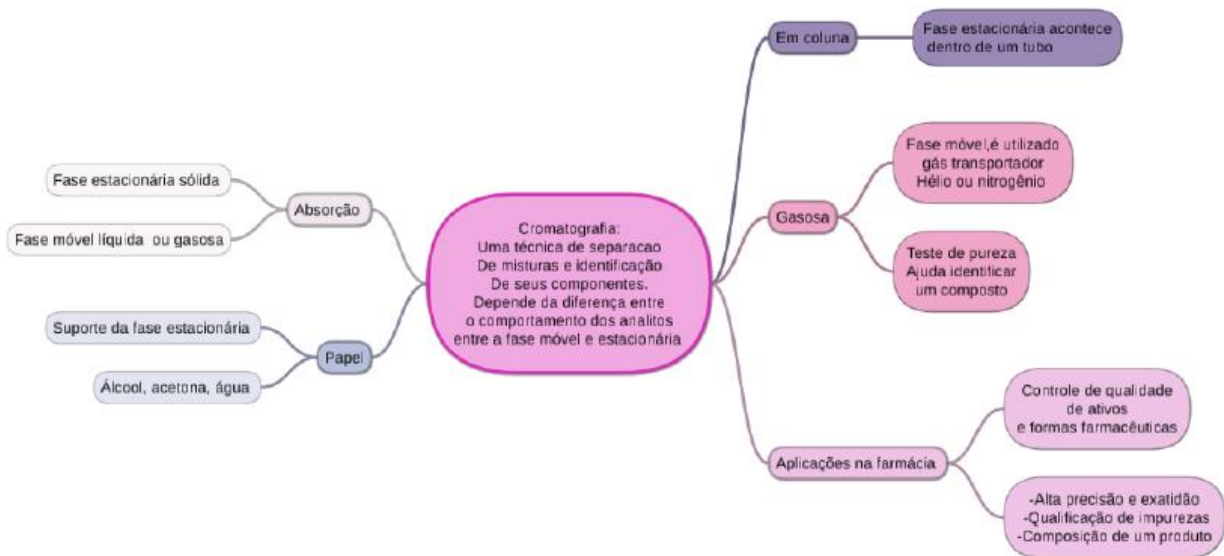 Cromatografia:
Uma técnica de separacao
De misturas e identificação
De seus componentes.
Depende da diferença entre
o comportamento dos analitos
entre a fase móvel e estacionária
Absorção
Fase estacionária sólida
Fase móvel líquida ou gasosa
Papel
Suporte da fase estacionária
Álcool, acetona, água
Em coluna
Fase estacionária acontece
dentro de um tubo
Gasosa
Fase móvel,é utilizado
gás transportador
Hélio ou nitrogênio
Teste de pureza
Ajuda identificar
um composto
Aplicações na farmácia
Controle de qualidade
de ativos
e formas farmacêuticas
-Alta precisão e exatidão
-Qualificação de impurezas
-Composição de um produto